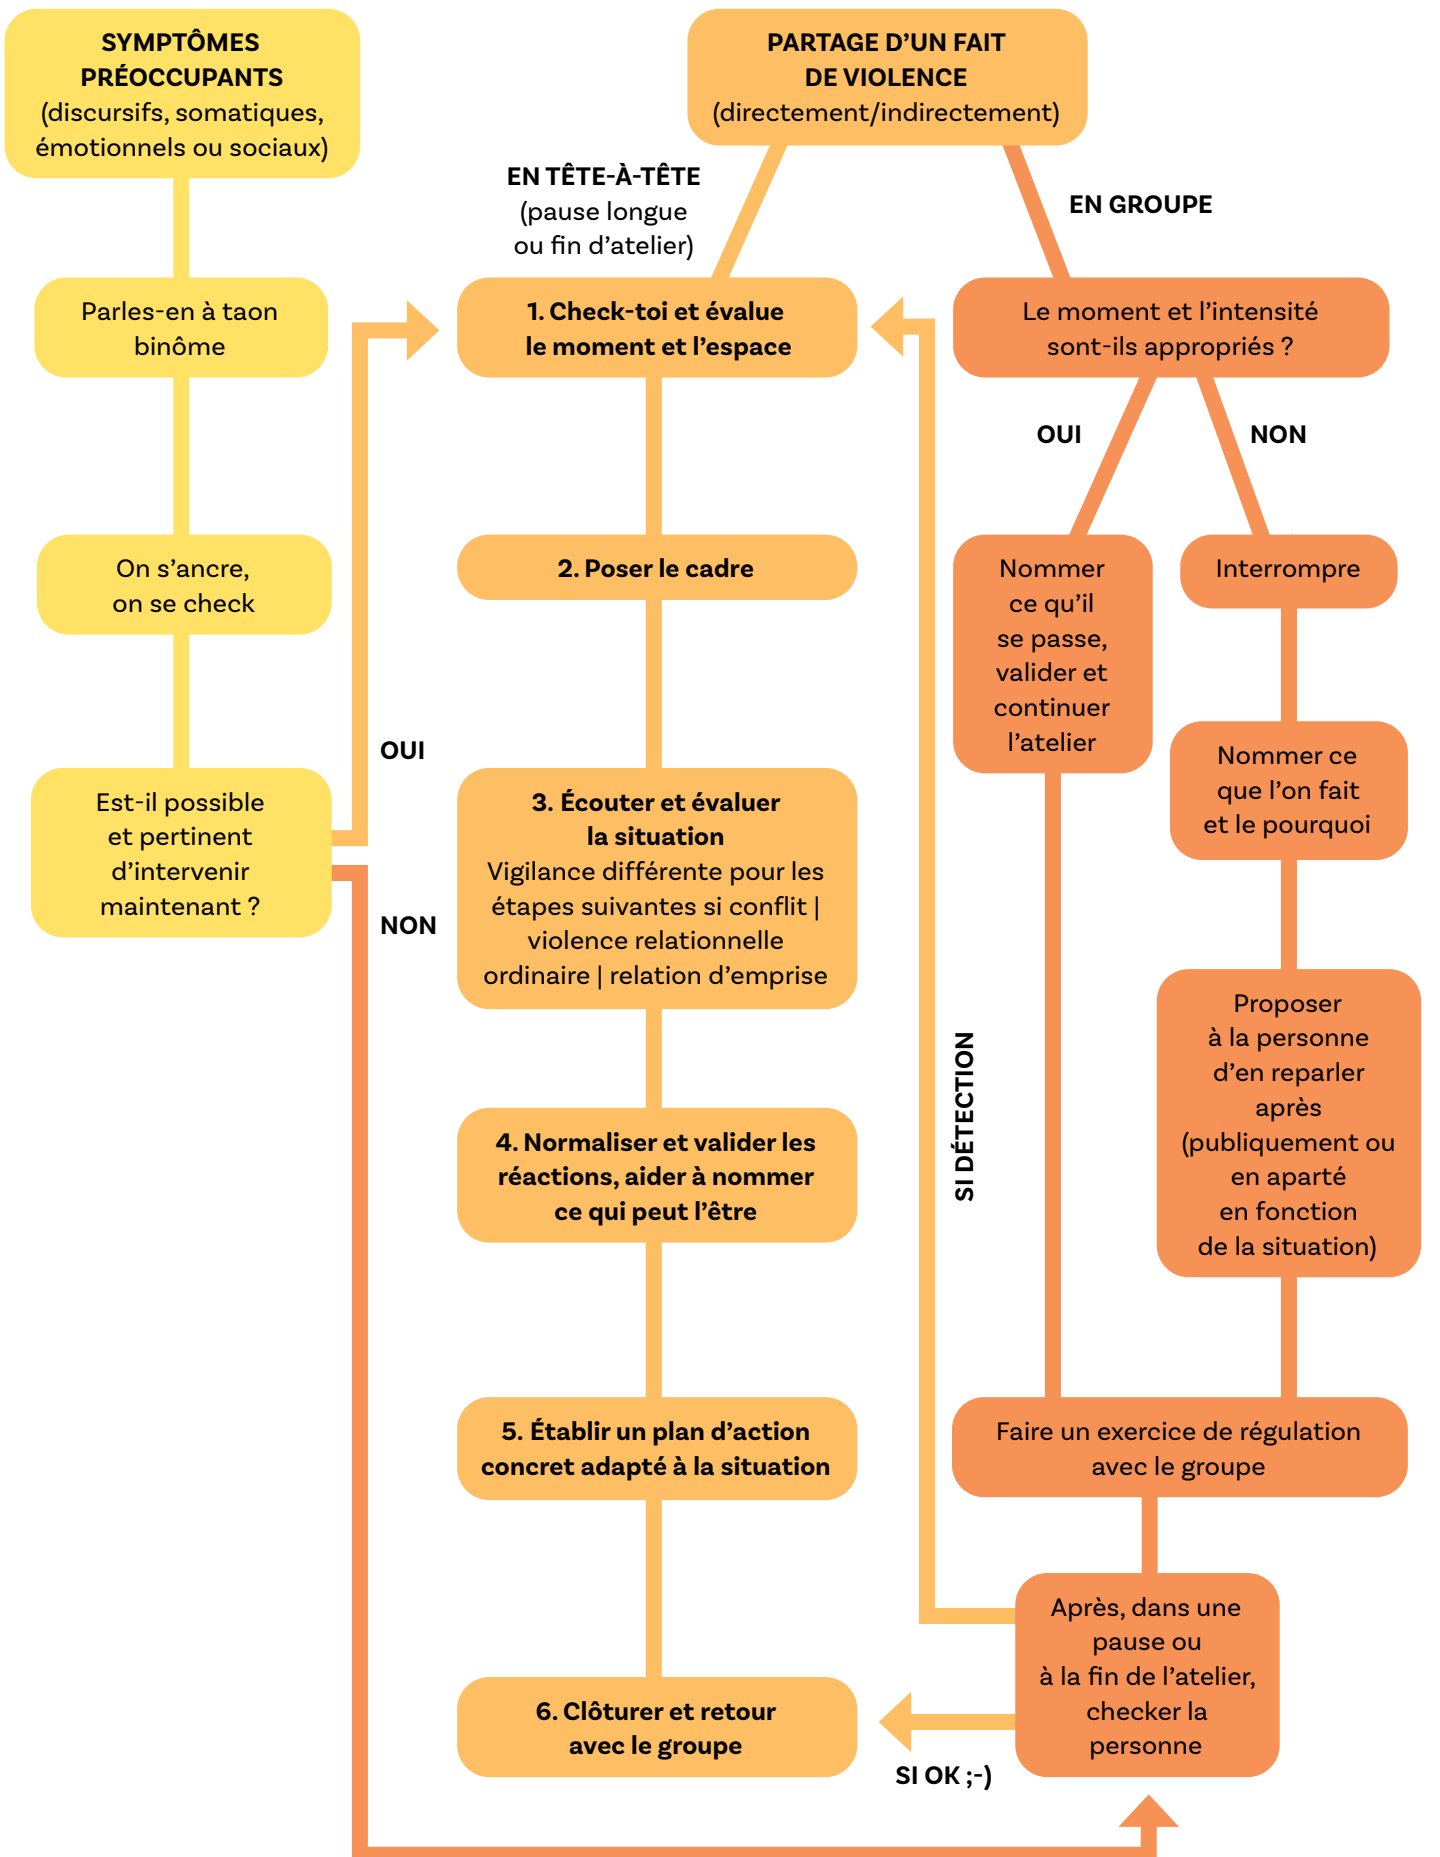 SYMPTÔMES
PRÉOCCUPANTS
(discursifs, somatiques,
émotionnels ou sociaux)
Parles-en à taon
binôme
On s'ancre,
on se check
Est-il possible
et pertinent
d'intervenir
maintenant ?
OUI
NON
PARTAGE D'UN FAIT
DE VIOLENCE
(directement/indirectement)
EN TÊTE-À-TÊTE
(pause longue
ou fin d'atelier)
1. Check-toi et évalue
le moment et l'espace
2. Poser le cadre
3. Écouter et évaluer
la situation
Vigilance différente pour les
étapes suivantes si conflit |
violence relationnelle
ordinaire | relation d'emprise
4. Normaliser et valider les
réactions, aider à nommer
ce qui peut l'être
5. Établir un plan d'action
concret adapté à la situation
6. Clôturer et retour
avec le groupe
EN GROUPE
Le moment et l'intensité
sont-ils appropriés ?
OUI
NON
Nommer
ce qu'il
se passe,
valider et
continuer
l'atelier
Interrompre
Nommer ce
que l'on fait
et le pourquoi
Proposer
à la personne
d'en reparler
après
(publiquement ou
en aparté
en fonction
de la situation)
Faire un exercice de régulation
avec le groupe
Après, dans une
pause ou
à la fin de l'atelier,
checker la
personne
SI DÉTECTION
SI OK ;-)